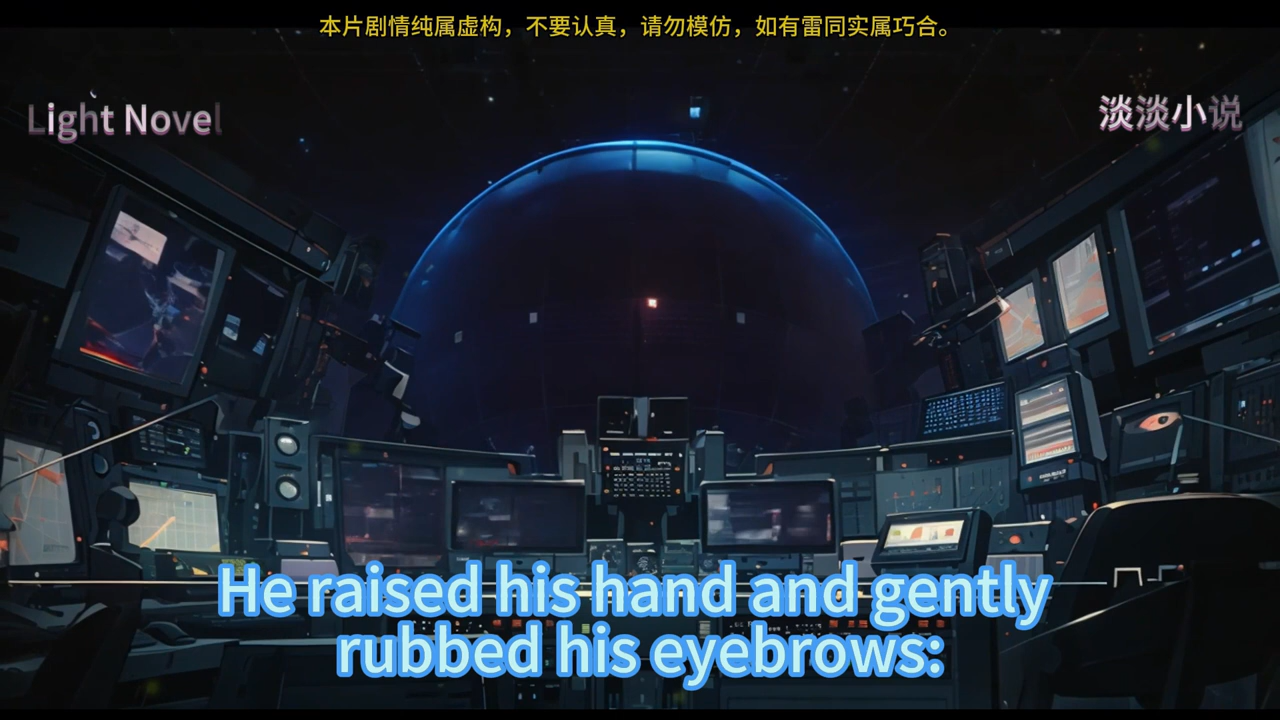 本片剧情纯属虚构，不要认真，请勿模仿，如有雷同实属巧合。
Light Novel
淡淡小说
He raised his hand and gently
rubbed his eyebrows: